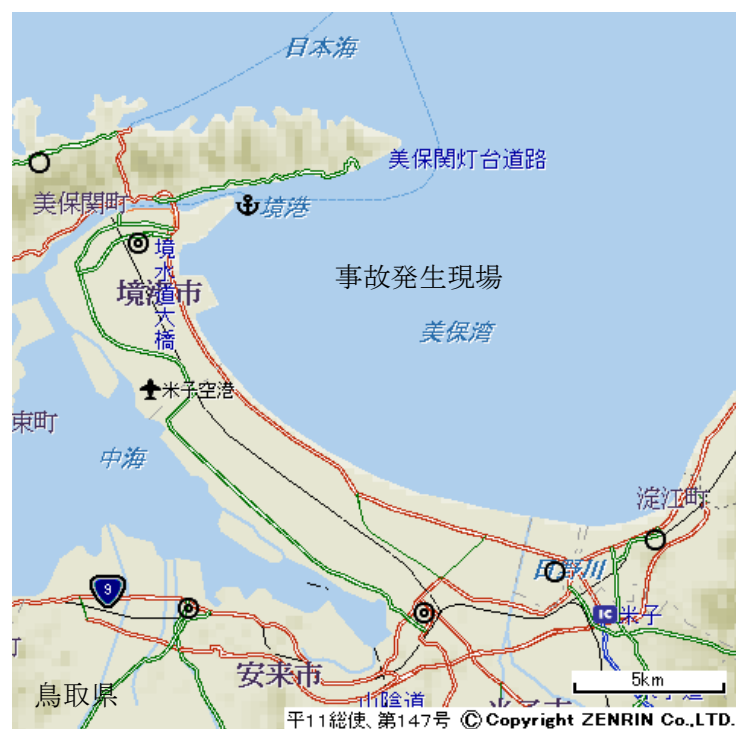 日本海
美保関灯台道路
美保関町
境港
境水道大橋
事故発生現場
境港市
美保湾
米子空港
東町
中海
淀江町
日野川
9
IC 米子
安来市
5km
鳥取県
山陰道
米子市
平11総使、第147号 © Copyright ZENRIN Co.,LTD.